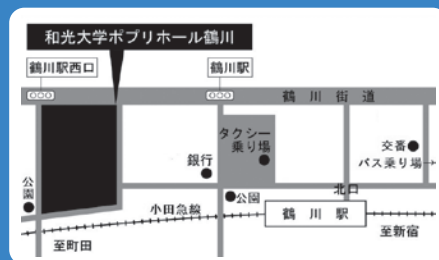 和光大学ポプリホール鶴川
鶴川駅西口
鶴川駅
鶴川街道
タクシー
乗り場
交番
バス乗り場
銀行
公園
公園
北口
小田急線
鶴川駅
至町田
至新宿